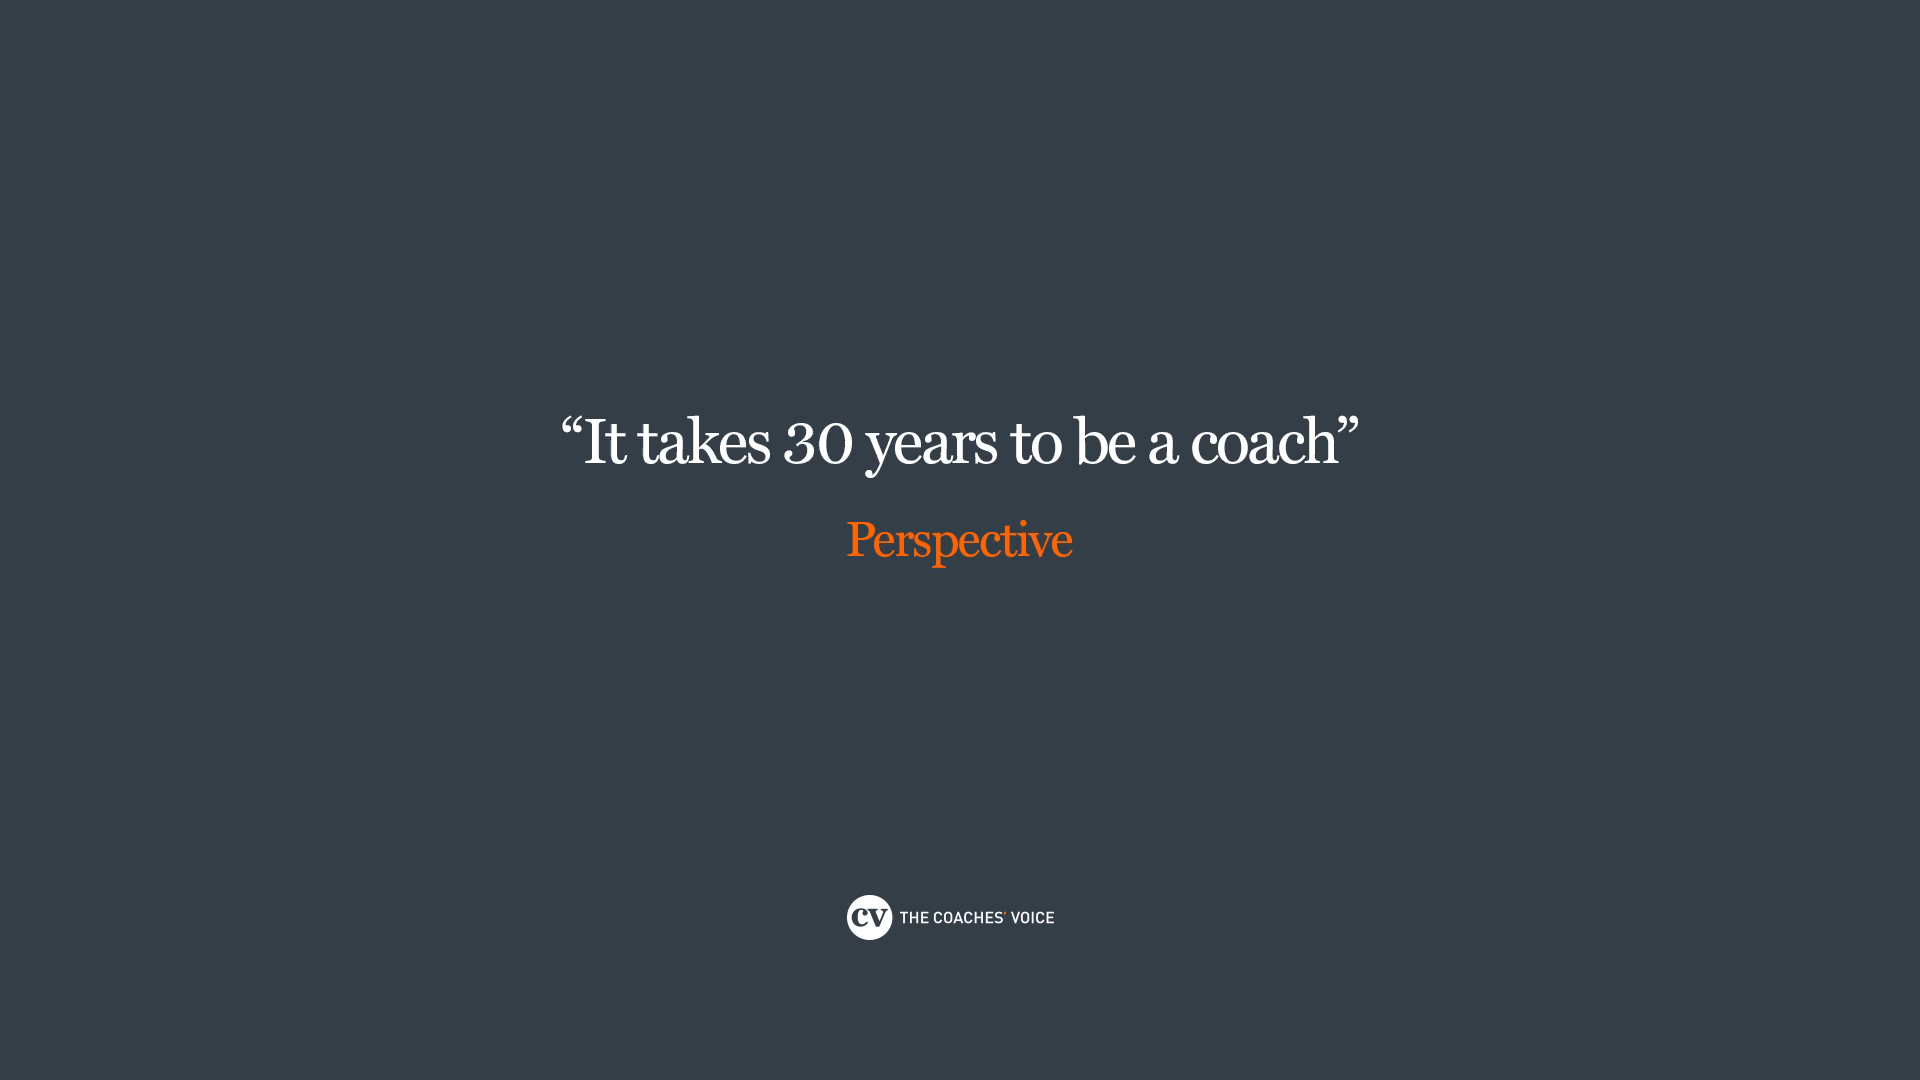 “It takes 30 years to be a coach”
Perspective
CV THE COACHES’ VOICE